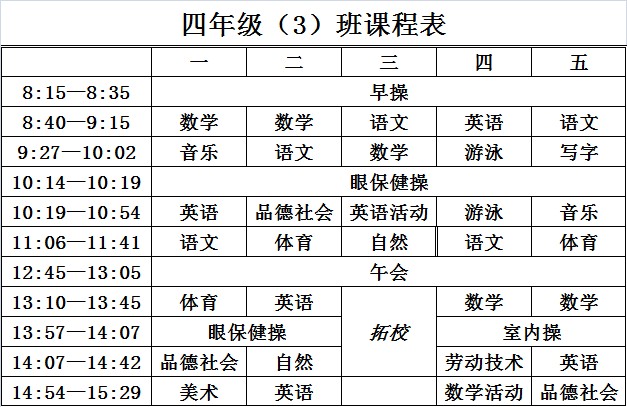 四年级（3）班课程表
一 二 三 四 五
8:15—8:35 早操
8:40—9:15 数学 数学 语文 英语 语文
9:27—10:02 音乐 语文 数学 游泳 写字
10:14—10:19 眼保健操
10:19—10:54 英语 品德社会 英语活动 游泳 音乐
11:06—11:41 语文 体育 自然 语文 体育
12:45—13:05 午会
13:10—13:45 体育 英语 数学 数学
13:57—14:07 眼保健操 拓校 室内操
14:07—14:42 品德社会 自然 劳动技术 英语
14:54—15:29 美术 英语 数学活动 品德社会